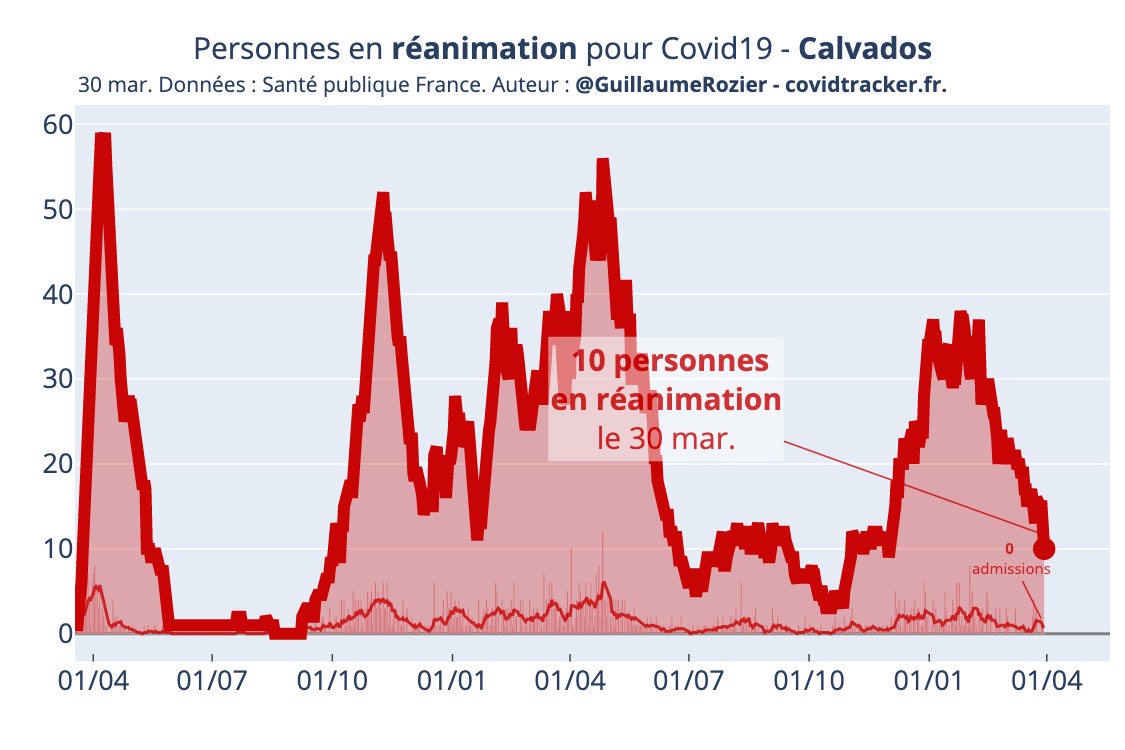 Personnes en réanimation pour Covid19 - Calvados
30 mar. Données : Santé publique France. Auteur : @GuillaumeRozier - covidtracker.fr.
60
50
40
30
20
10
0
10 personnes
en réanimation
le 30 mar.
0
admissions
01/04 01/07 01/10 01/01 01/04 01/07 01/10 01/01 01/04